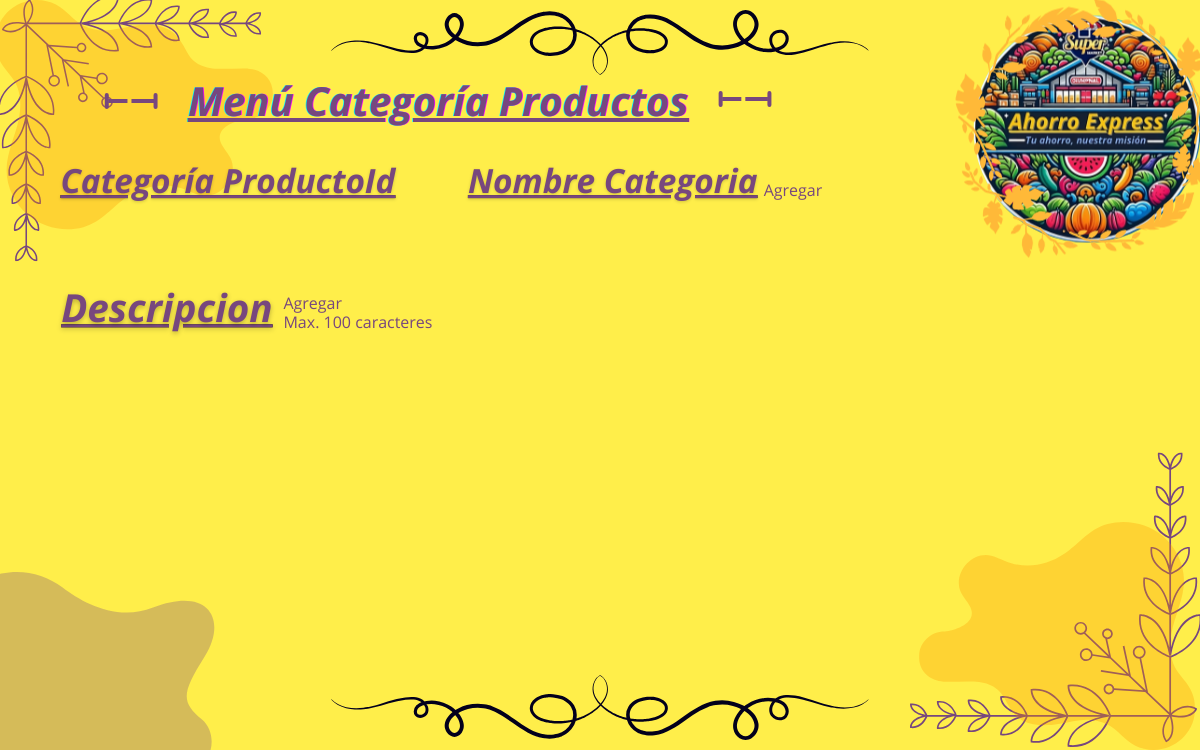 Menú Categoría Productos
Super
Ahorro Express
Tu ahorro, nuestra misión
Categoría ProductoId
Nombre Categoria Agregar
Descripcion Agregar
Max. 100 caracteres